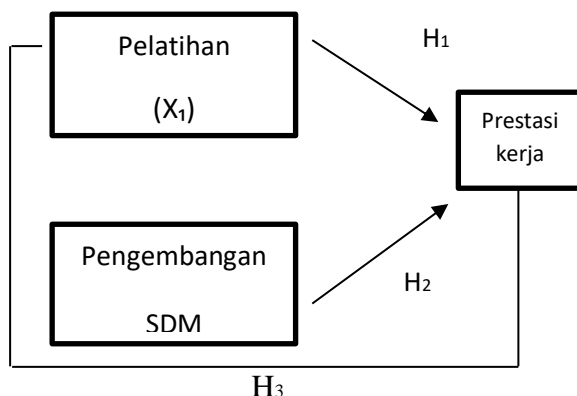 Pelatihan
(X₁)
H1
Prestasi
kerja
Pengembangan
SDM
H2
H3